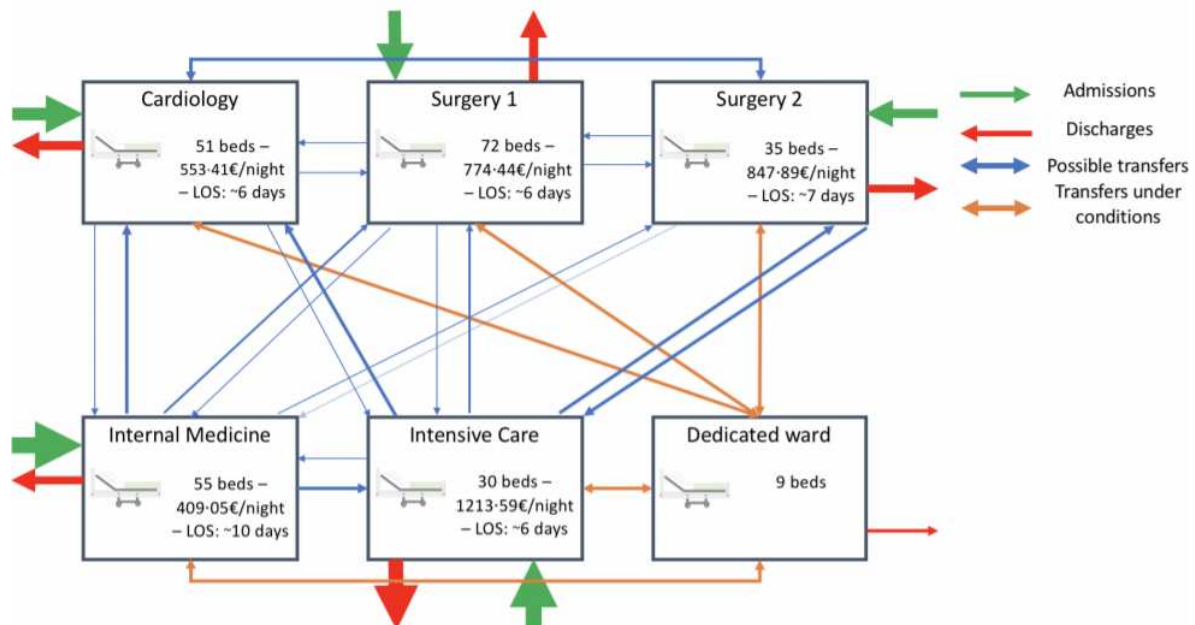 Cardiology
51 beds –
553·41€/night
– LOS: ~6 days
Surgery 1
72 beds –
774·44€/night
– LOS: ~6 days
Surgery 2
35 beds –
847·89€/night
– LOS: ~7 days
Admissions
Discharges
Possible transfers
Transfers under
conditions
Internal Medicine
55 beds –
409·05€/night
– LOS: ~10 days
Intensive Care
30 beds –
1213·59€/night
– LOS: ~6 days
Dedicated ward
9 beds